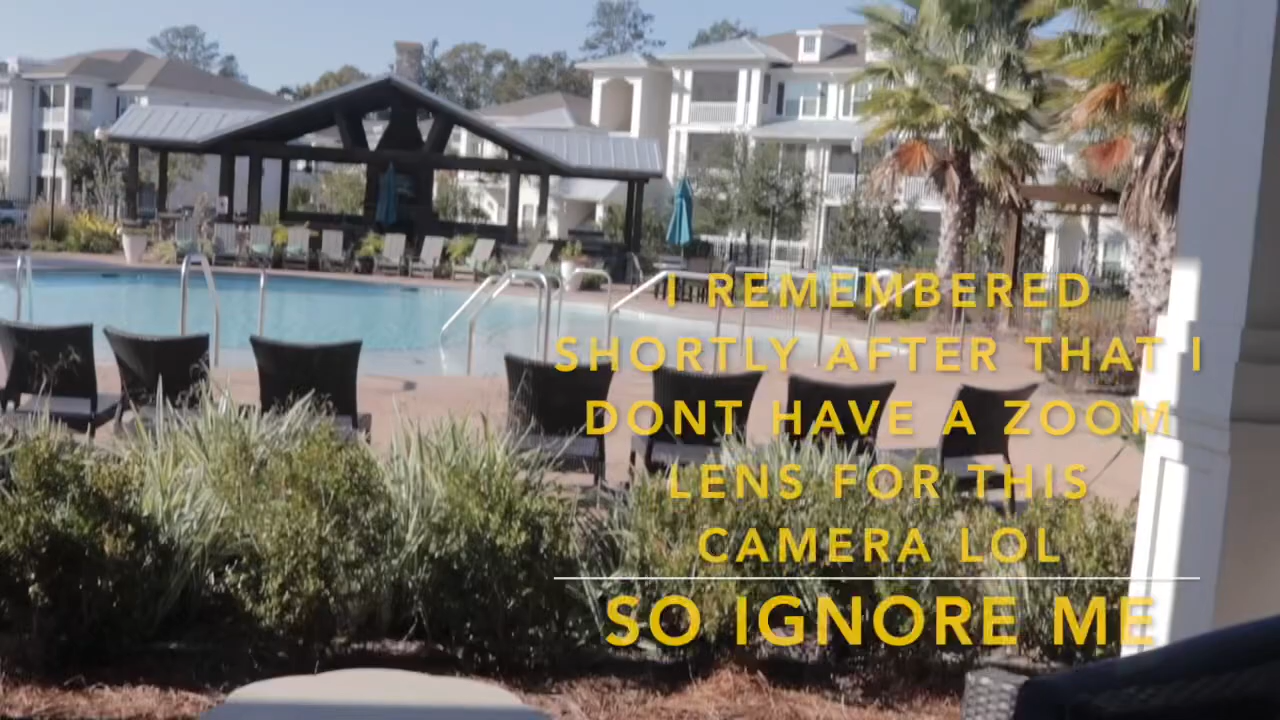 I REMEMBERED
SHORTLY AFTER THAT I
DONT HAVE A ZOOM
LENS FOR THIS
CAMERA LOL
SO IGNORE ME